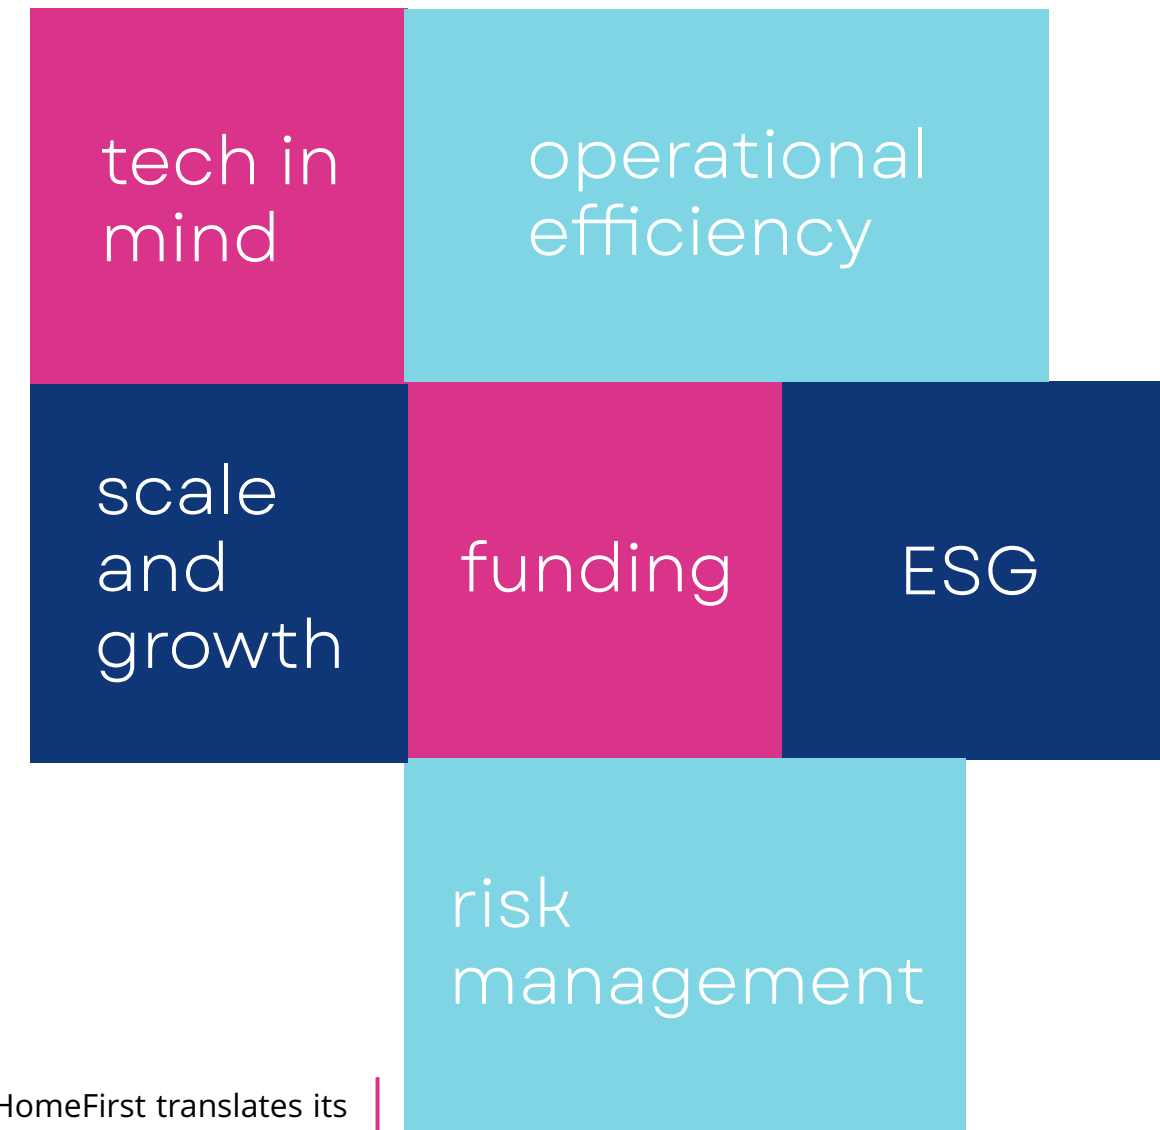 tech in
mind
operational
efficiency
scale
and
growth
funding
ESG
risk
management
HomeFirst translates its